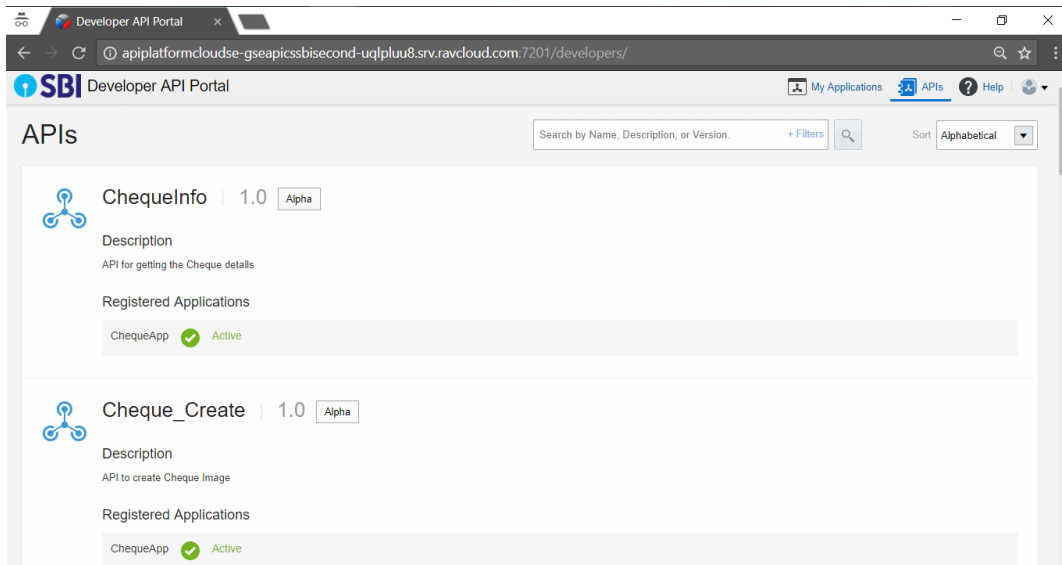 Developer API Portal
apiplatformcloudse-gseapicssbisecond-uqlpluu8.srv.ravcloud.com:7201/developers/
SBI Developer API Portal
My Applications APIs Help
APIs
Search by Name, Description, or Version. + Filters Sort Alphabetical
ChequeInfo 1.0 Alpha
Description
API for getting the Cheque details
Registered Applications
ChequeApp Active
Cheque_Create 1.0 Alpha
Description
API to create Cheque Image
Registered Applications
ChequeApp Active